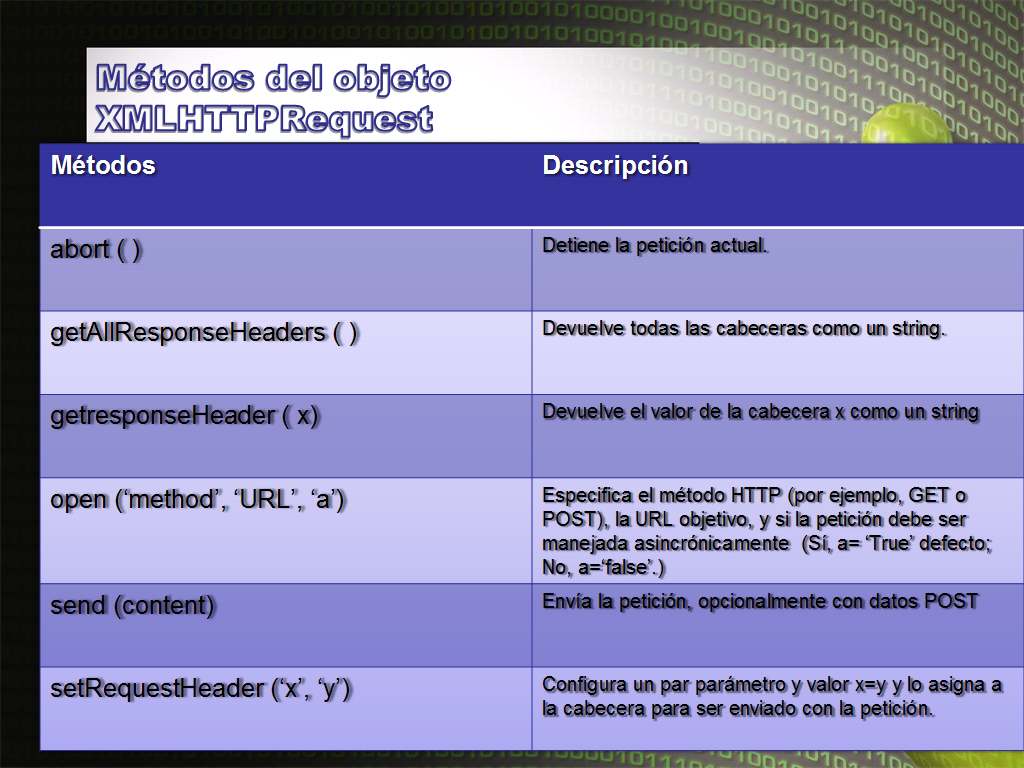 Métodos del objeto
XMLHTTPRequest
Métodos
Descripción
abort ( )
Detiene la petición actual.
getAllResponseHeaders ( )
Devuelve todas las cabeceras como un string.
getresponseHeader ( x)
Devuelve el valor de la cabecera x como un string
open (‘method’, ‘URL’, ‘a’)
Especifica el método HTTP (por ejemplo, GET o
POST), la URL objetivo, y si la petición debe ser
manejada asincrónicamente  (Sí, a= ‘True’ defecto;
No, a=‘false’.)
send (content)
Envía la petición, opcionalmente con datos POST
setRequestHeader (‘x’, ‘y’)
Configura un par parámetro y valor x=y y lo asigna a
la cabecera para ser enviado con la petición.